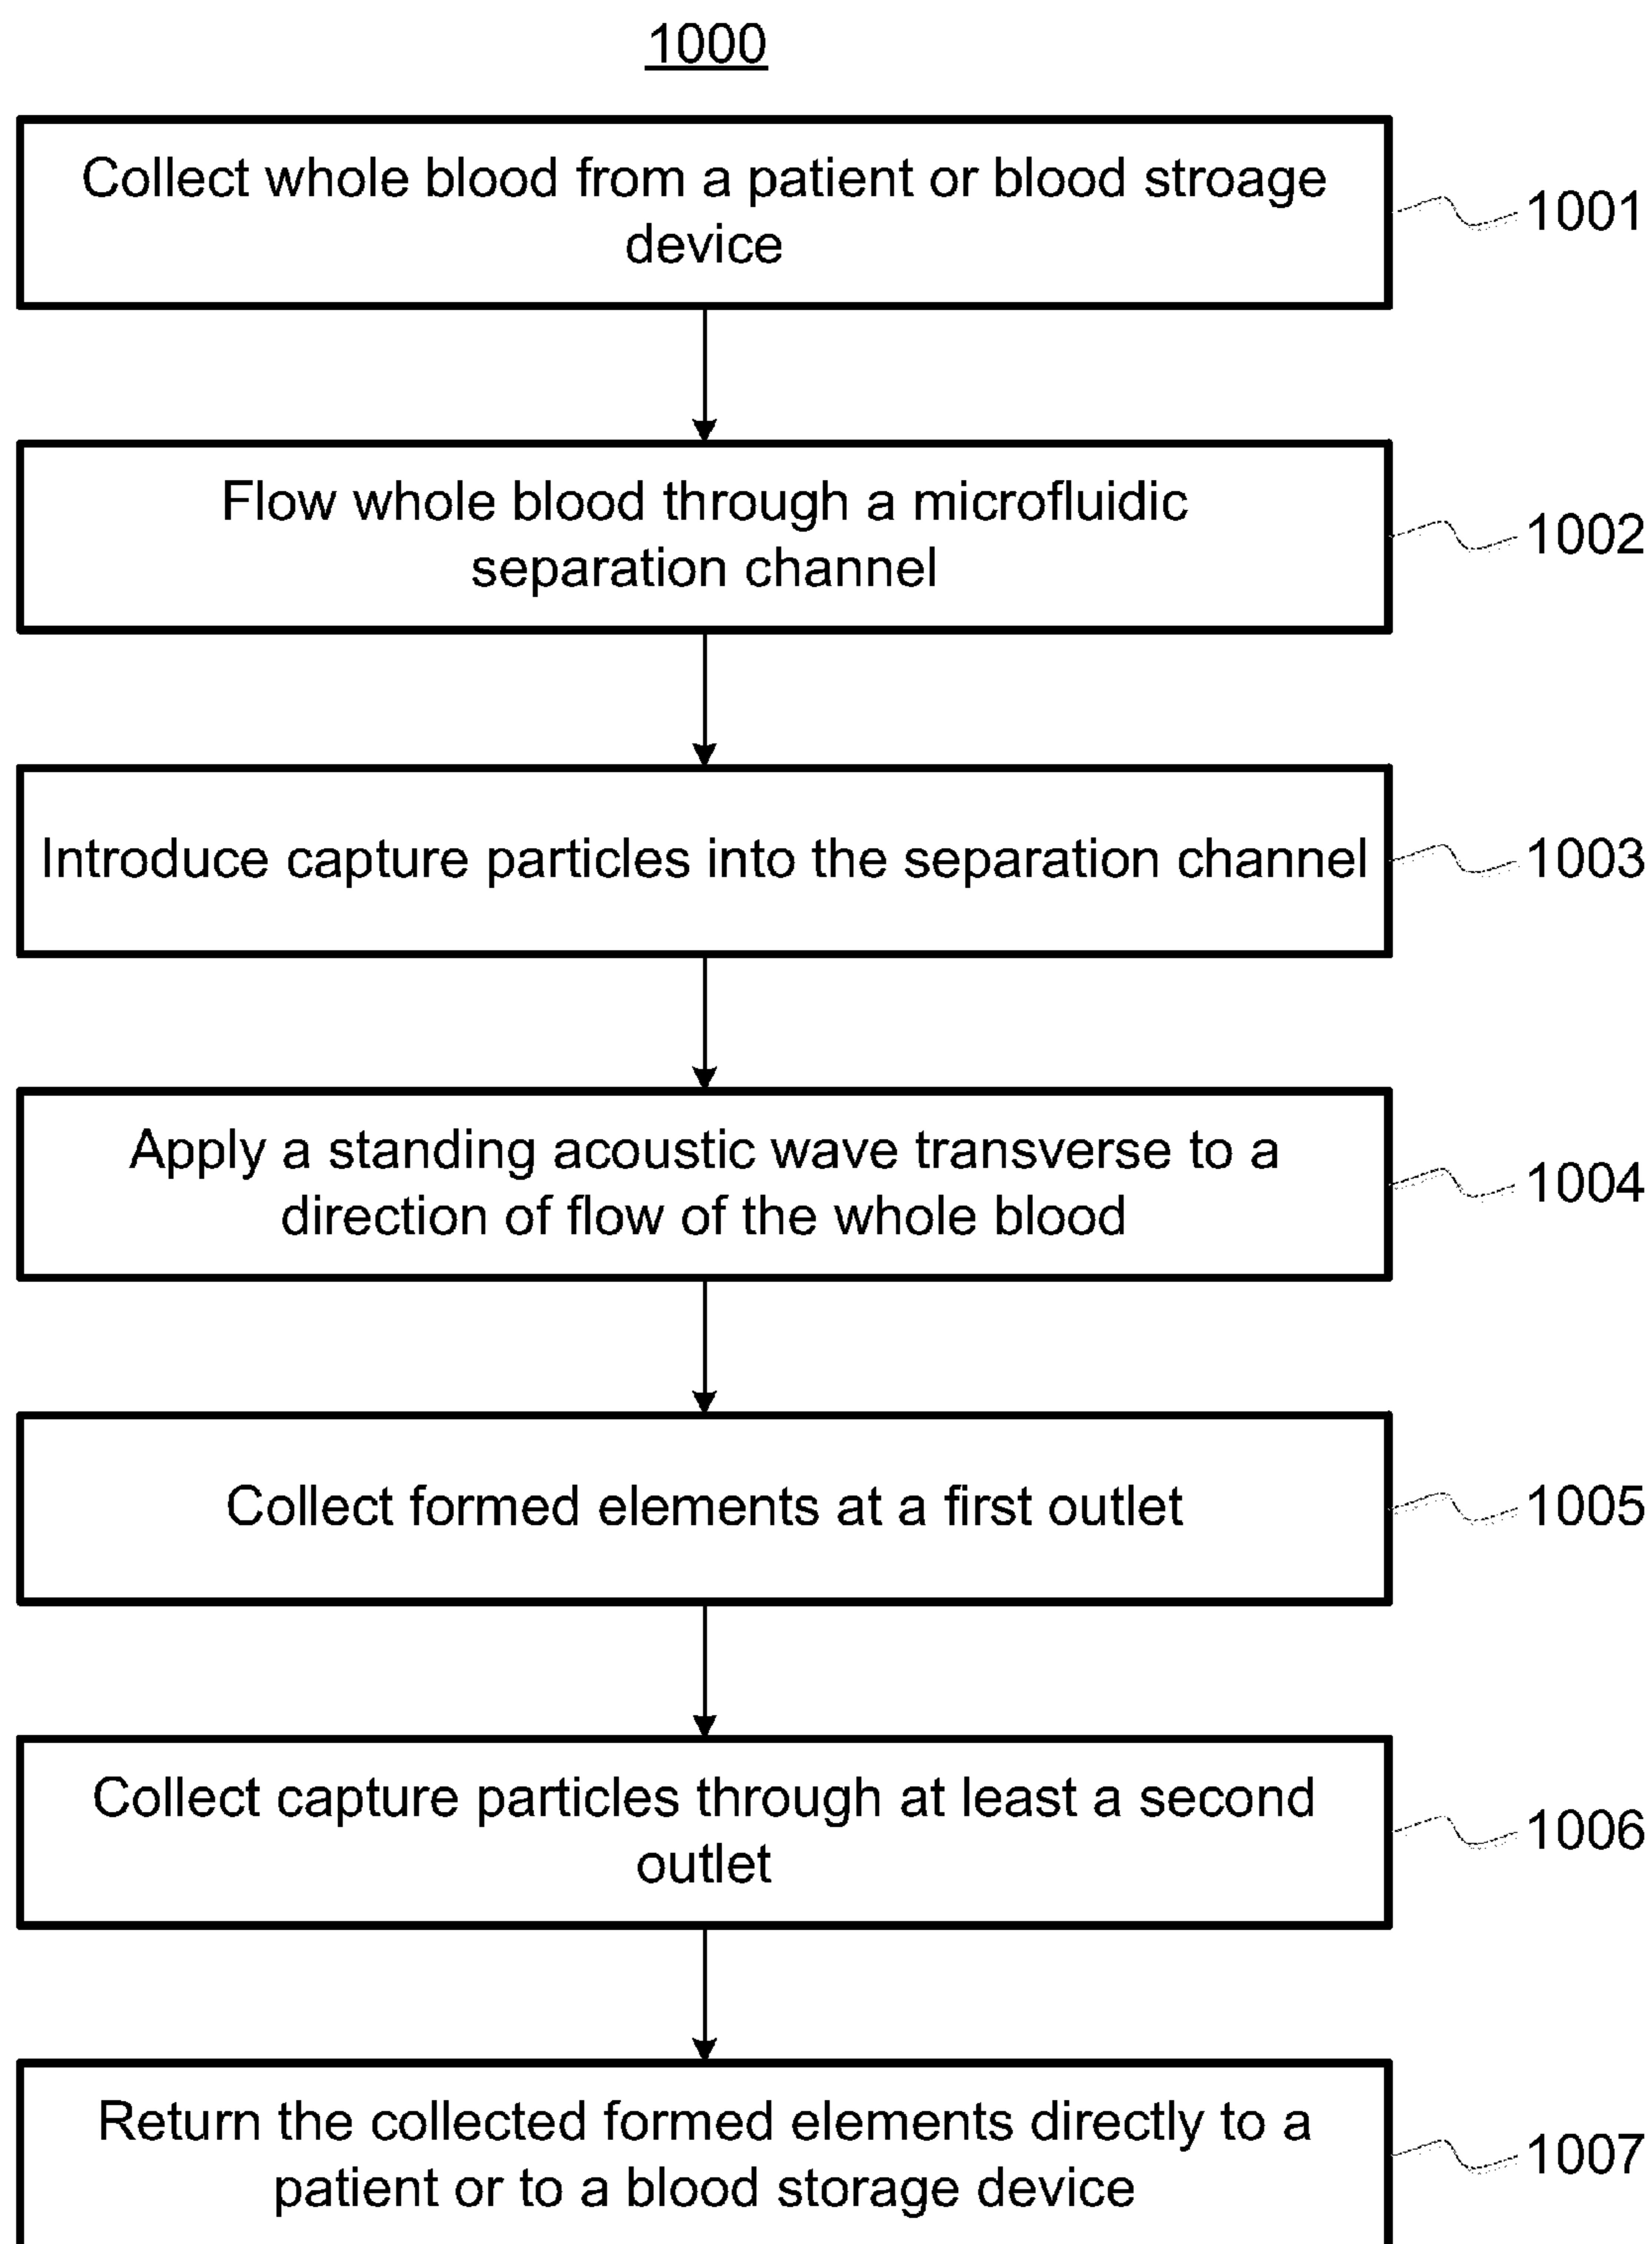 1000
Collect whole blood from a patient or blood stroage
device
1001
Flow whole blood through a microfluidic
separation channel
1002
Introduce capture particles into the separation channel
1003
Apply a standing acoustic wave transverse to a
direction of flow of the whole blood
1004
Collect formed elements at a first outlet
1005
Collect capture particles through at least a second
outlet
1006
Return the collected formed elements directly to a
patient or to a blood storage device
1007